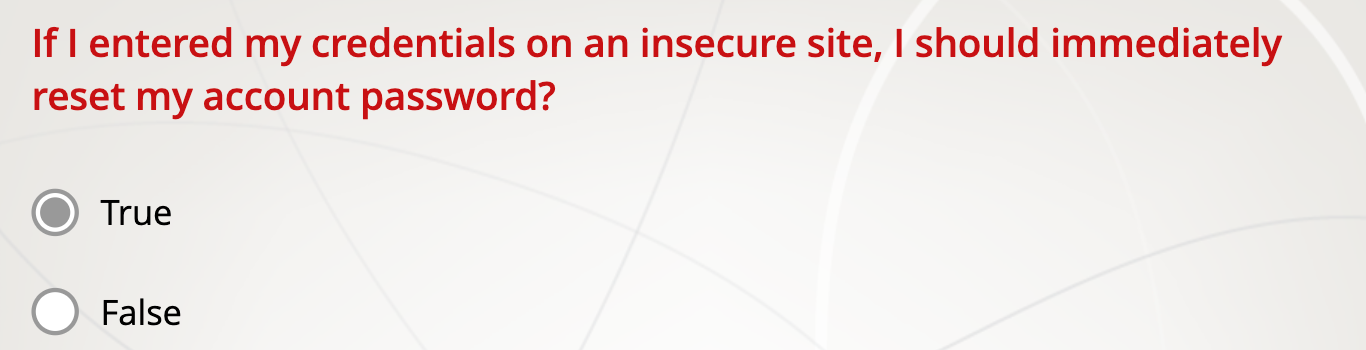 If I entered my credentials on an insecure site, I should immediately
reset my account password?
True
False